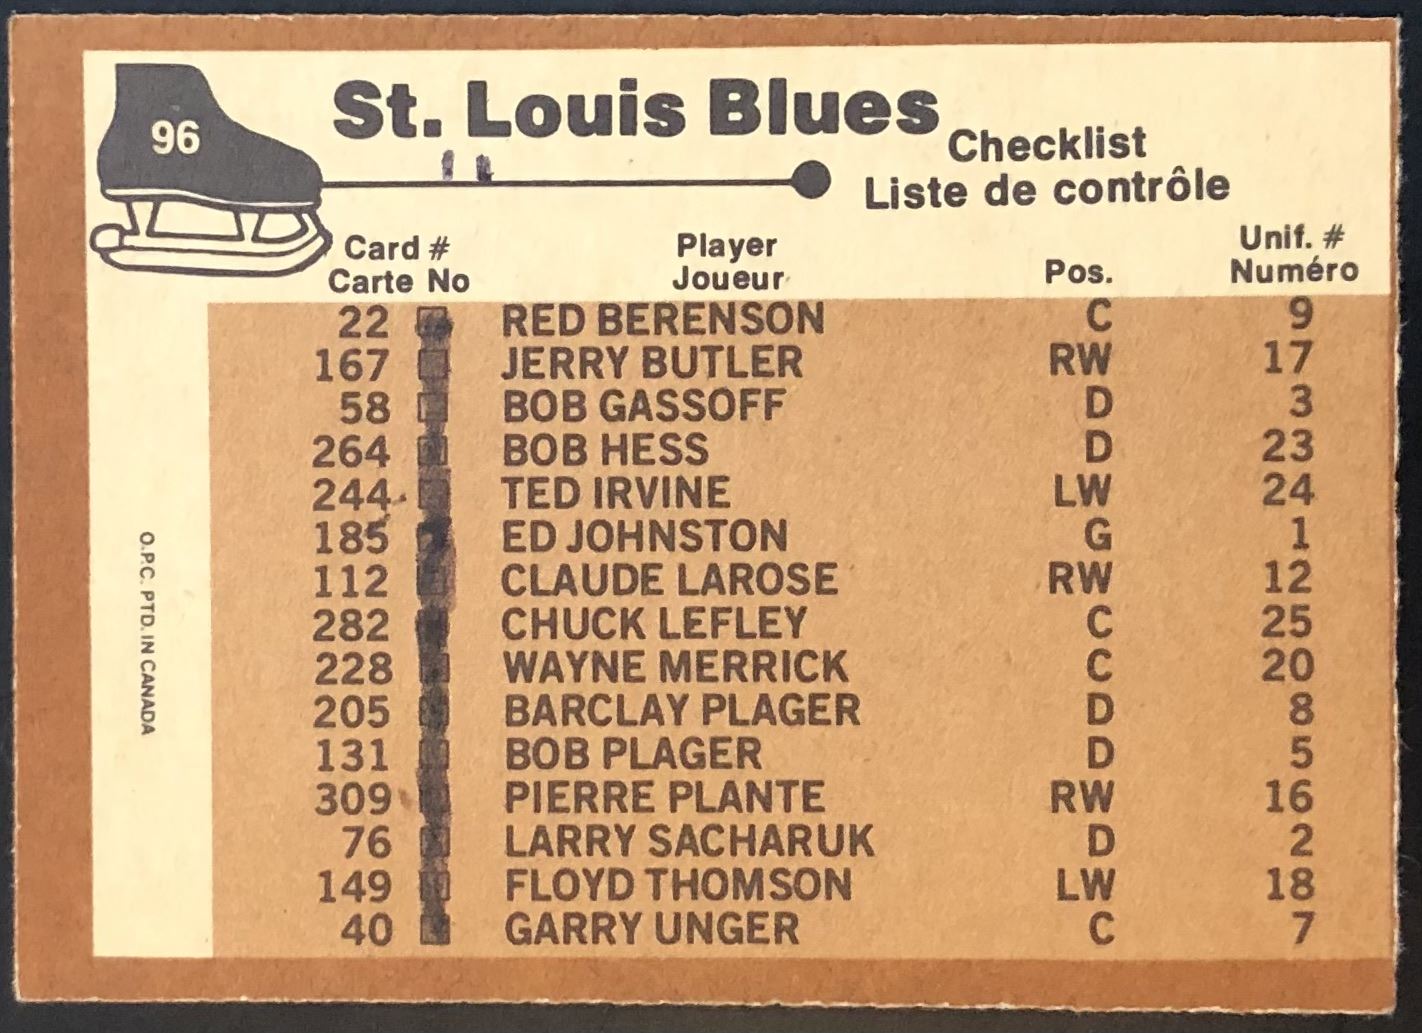 96
St. Louis Blues
Checklist
Liste de contrôle
Card # Player Unif. #
Carte No Joueur Pos. Numéro
22 RED BERENSON C 9
167 JERRY BUTLER RW 17
58 BOB GASSOFF D 3
264 BOB HESS D 23
244 TED IRVINE LW 24
185 ED JOHNSTON G 1
112 CLAUDE LAROSE RW 12
282 CHUCK LEFLEY C 25
228 WAYNE MERRICK C 20
205 BARCLAY PLAGER D 8
131 BOB PLAGER D 5
309 PIERRE PLANTE RW 16
76 LARRY SACHARUK D 2
149 FLOYD THOMSON LW 18
40 GARRY UNGER C 7
O.P.C. PTD. IN CANADA